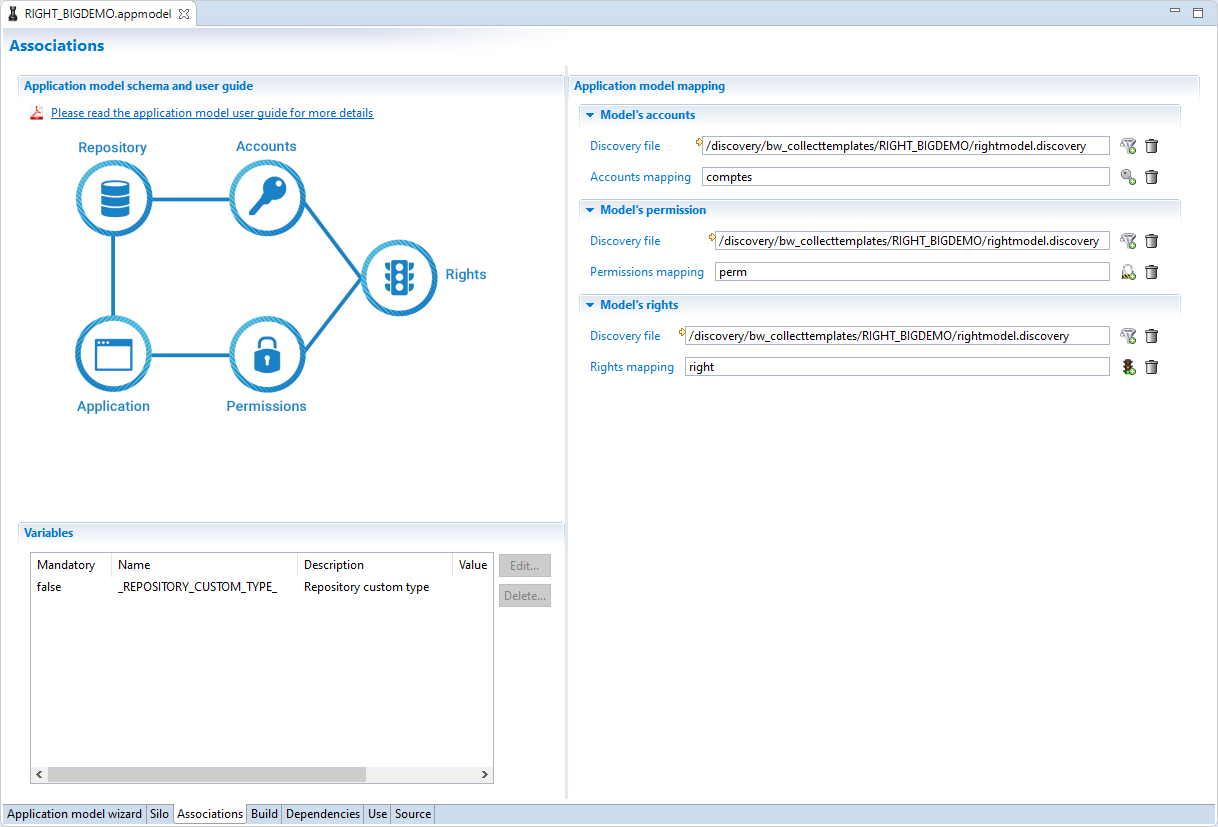 RIGHT_BIGDEMO.appmodel
Associations
Application model schema and user guide
Please read the application model user guide for more details
Repository
Accounts
Rights
Application
Permissions
Variables
Mandatory Name Description Value
false _REPOSITORY_CUSTOM_TYPE_ Repository custom type
Edit...
Delete...
Application model mapping
Model's accounts
Discovery file /discovery/bw_collecttemplates/RIGHT_BIGDEMO/rightmodel.discovery
Accounts mapping comptes
Model's permission
Discovery file /discovery/bw_collecttemplates/RIGHT_BIGDEMO/rightmodel.discovery
Permissions mapping perm
Model's rights
Discovery file /discovery/bw_collecttemplates/RIGHT_BIGDEMO/rightmodel.discovery
Rights mapping right
Application model wizard Silo Associations Build Dependencies Use Source